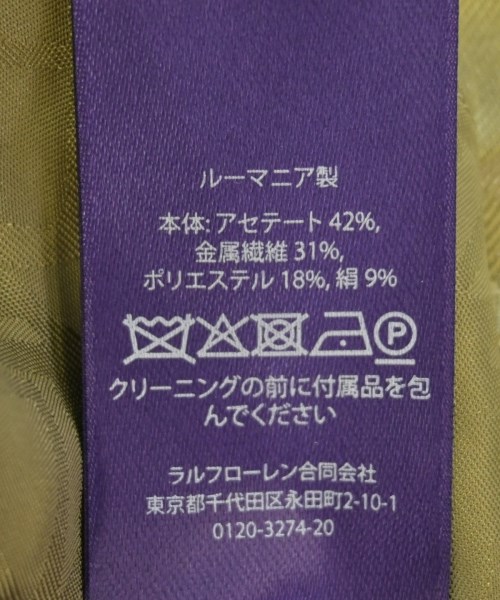 ルーマニア製
本体: アセテート 42%,
金属繊維 31%,
ポリエステル 18%, 絹 9%
P
クリーニングの前に付属品を包
んでください
ラルフローレン合同会社
東京都千代田区永田町2-10-1
0120-3274-20